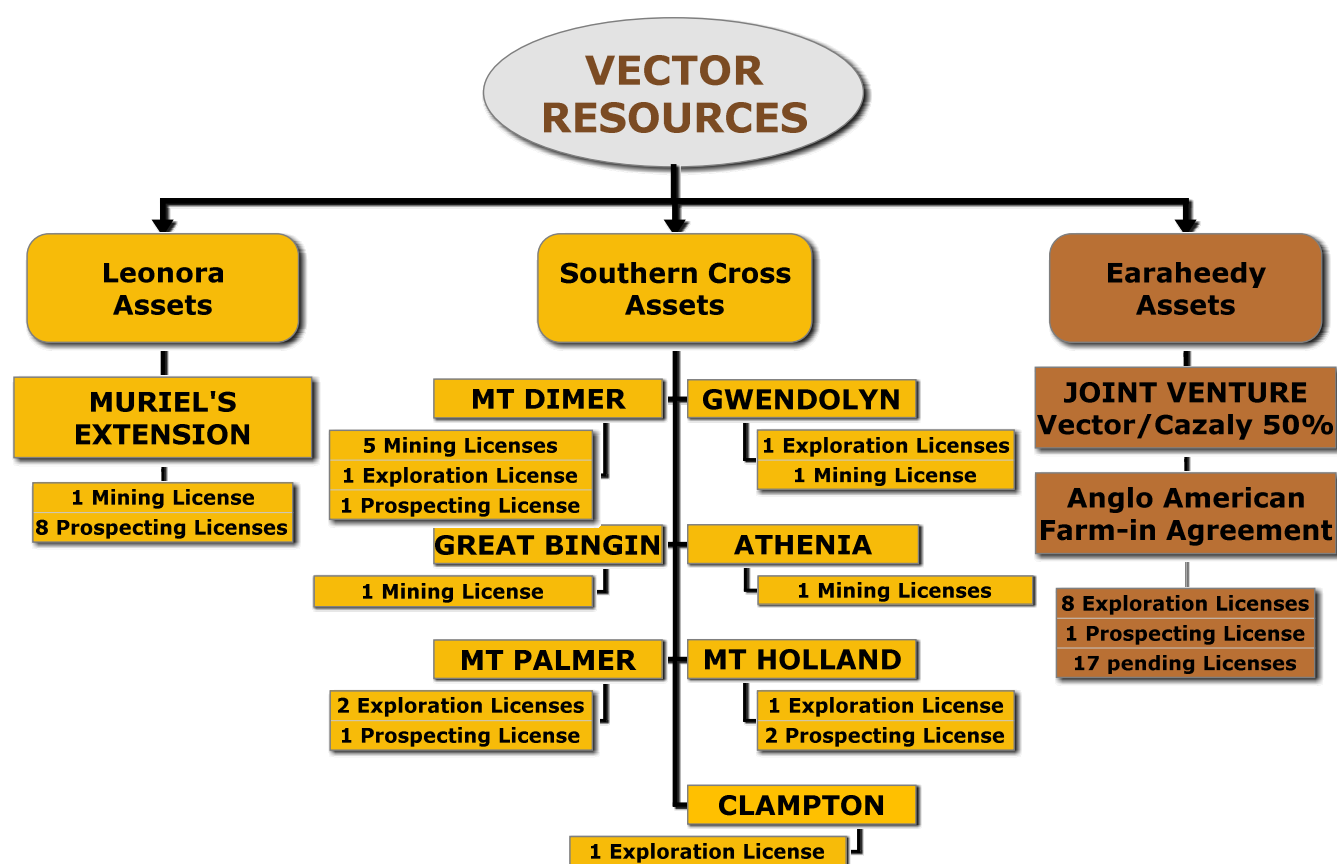 VECTOR
RESOURCES
Leonora
Assets
MURIEL'S
EXTENSION
1 Mining License
8 Prospecting Licenses
Southern Cross
Assets
MT DIMER
5 Mining Licenses
1 Exploration License
1 Prospecting License
GWENDOLYN
1 Exploration Licenses
1 Mining License
GREAT BINGIN
1 Mining License
ATHENIA
1 Mining Licenses
MT PALMER
2 Exploration Licenses
1 Prospecting License
MT HOLLAND
1 Exploration License
2 Prospecting License
CLAMPTON
1 Exploration License
Earaheedy
Assets
JOINT VENTURE
Vector/Cazaly 50%
Anglo American
Farm-in Agreement
8 Exploration Licenses
1 Prospecting License
17 pending Licenses